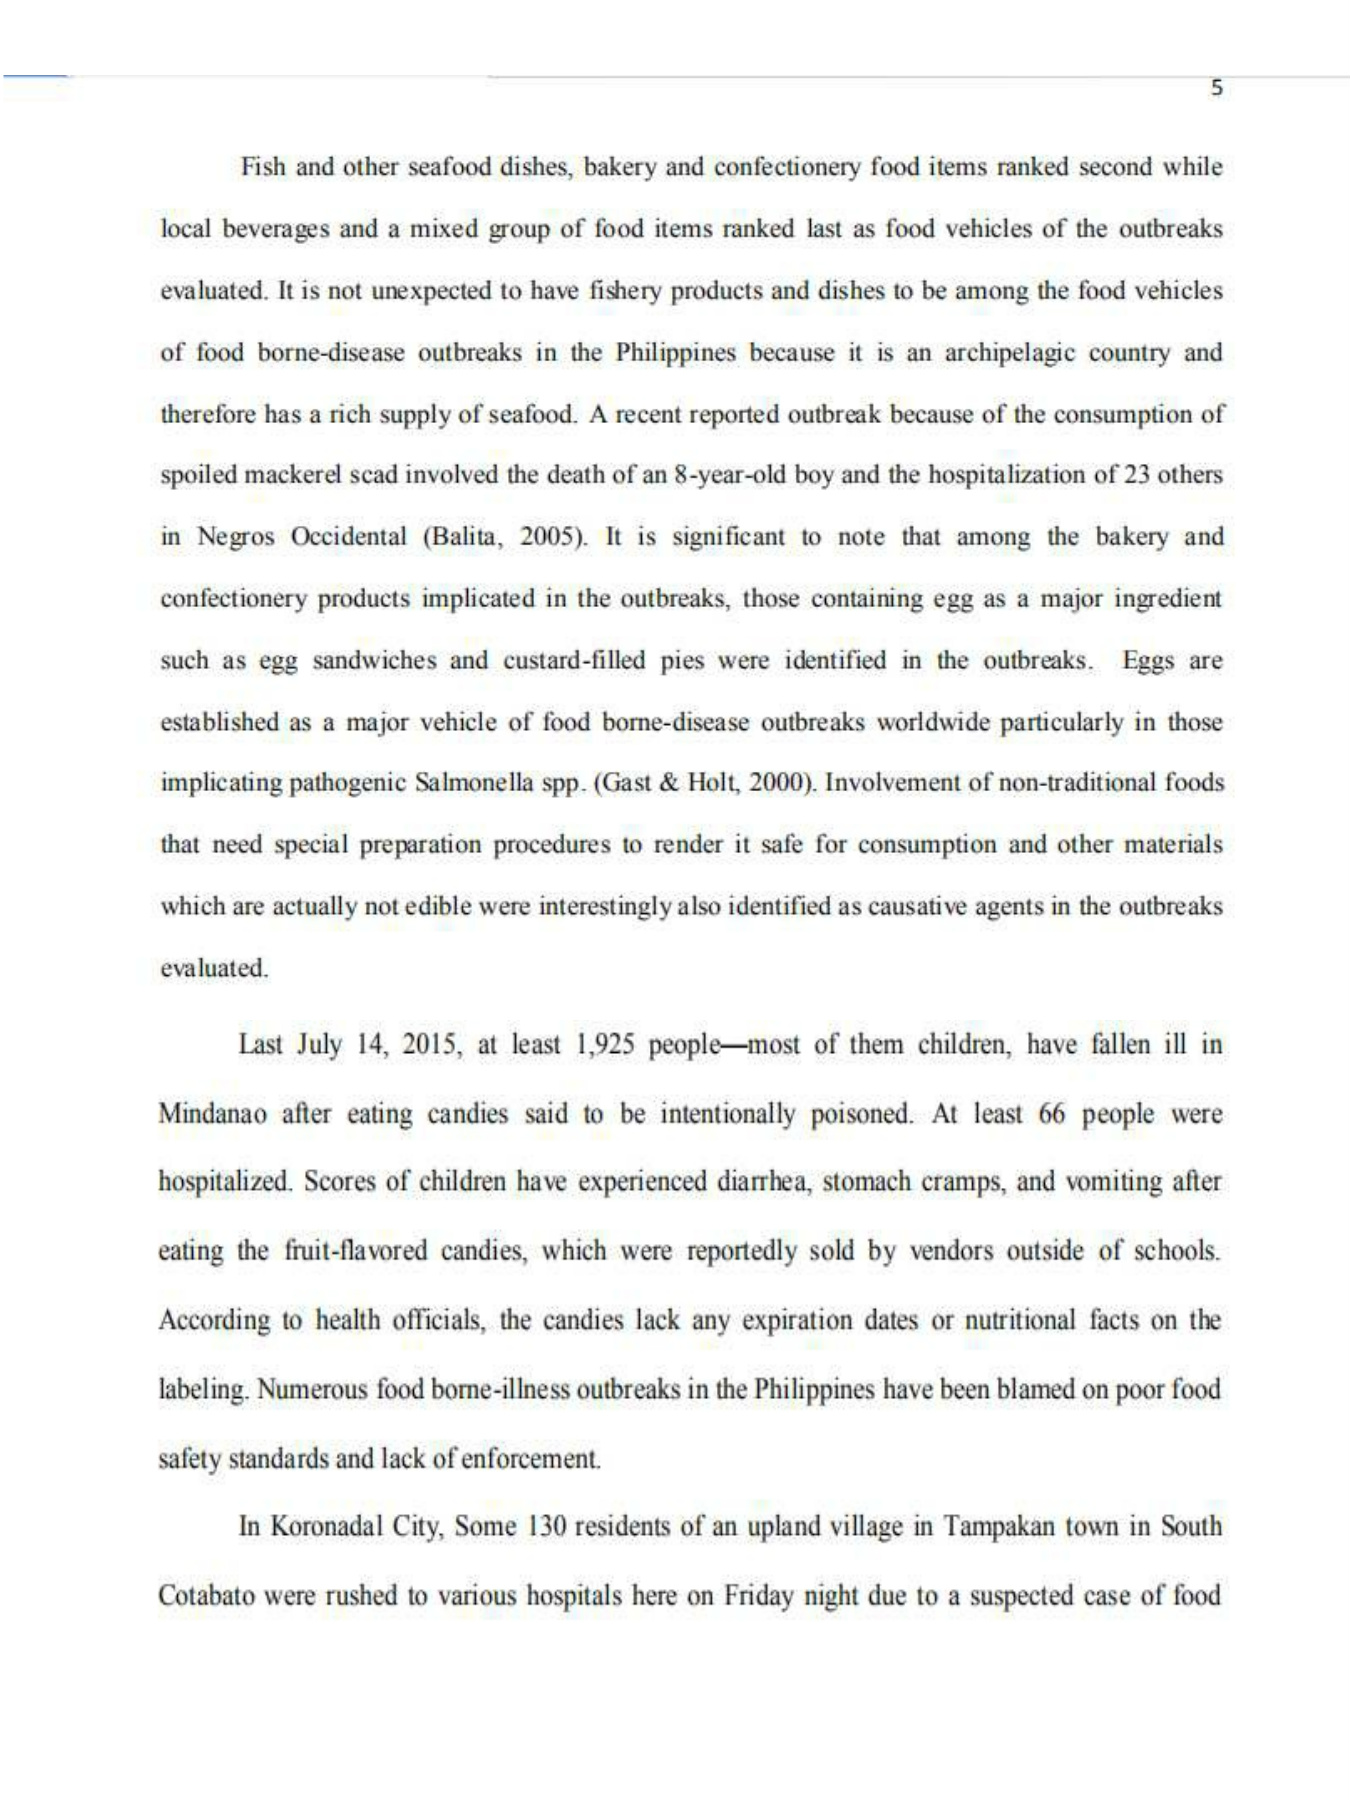 5
Fish and other seafood dishes, bakery and confectionery food items ranked second while
local beverages and a mixed group of food items ranked last as food vehicles of the outbreaks
evaluated. It is not unexpected to have fishery products and dishes to be among the food vehicles
of food borne-disease outbreaks in the Philippines because it is an archipelagic country and
therefore has a rich supply of seafood. A recent reported outbreak because of the consumption of
spoiled mackerel scad involved the death of an 8-year-old boy and the hospitalization of 23 others
in Negros Occidental (Balita, 2005). It is significant to note that among the bakery and
confectionery products implicated in the outbreaks, those containing egg as a major ingredient
such as egg sandwiches and custard-filled pies were identified in the outbreaks. Eggs are
established as a major vehicle of food borne-disease outbreaks worldwide particularly in those
implicating pathogenic Salmonella spp. (Gast & Holt, 2000). Involvement of non-traditional foods
that need special preparation procedures to render it safe for consumption and other materials
which are actually not edible were interestingly also identified as causative agents in the outbreaks
evaluated.
Last July 14, 2015, at least 1,925 people—most of them children, have fallen ill in
Mindanao after eating candies said to be intentionally poisoned. At least 66 people were
hospitalized. Scores of children have experienced diarrhea, stomach cramps, and vomiting after
eating the fruit-flavored candies, which were reportedly sold by vendors outside of schools.
According to health officials, the candies lack any expiration dates or nutritional facts on the
labeling. Numerous food borne-illness outbreaks in the Philippines have been blamed on poor food
safety standards and lack of enforcement.
In Koronadal City, Some 130 residents of an upland village in Tampakan town in South
Cotabato were rushed to various hospitals here on Friday night due to a suspected case of food